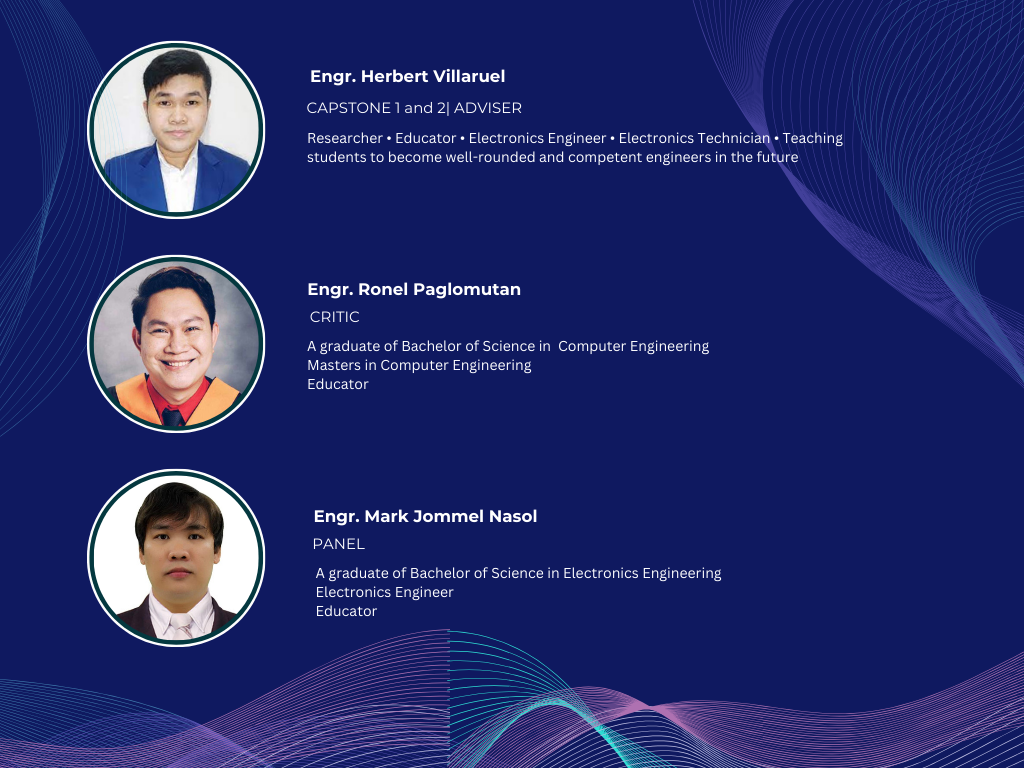 Engr. Herbert Villaruel
CAPSTONE 1 and 2| ADVISER
Researcher • Educator • Electronics Engineer • Electronics Technician • Teaching
students to become well-rounded and competent engineers in the future
Engr. Ronel Paglomutan
CRITIC
A graduate of Bachelor of Science in  Computer Engineering
Masters in Computer Engineering
Educator
Engr. Mark Jommel Nasol
PANEL
A graduate of Bachelor of Science in Electronics Engineering
Electronics Engineer
Educator